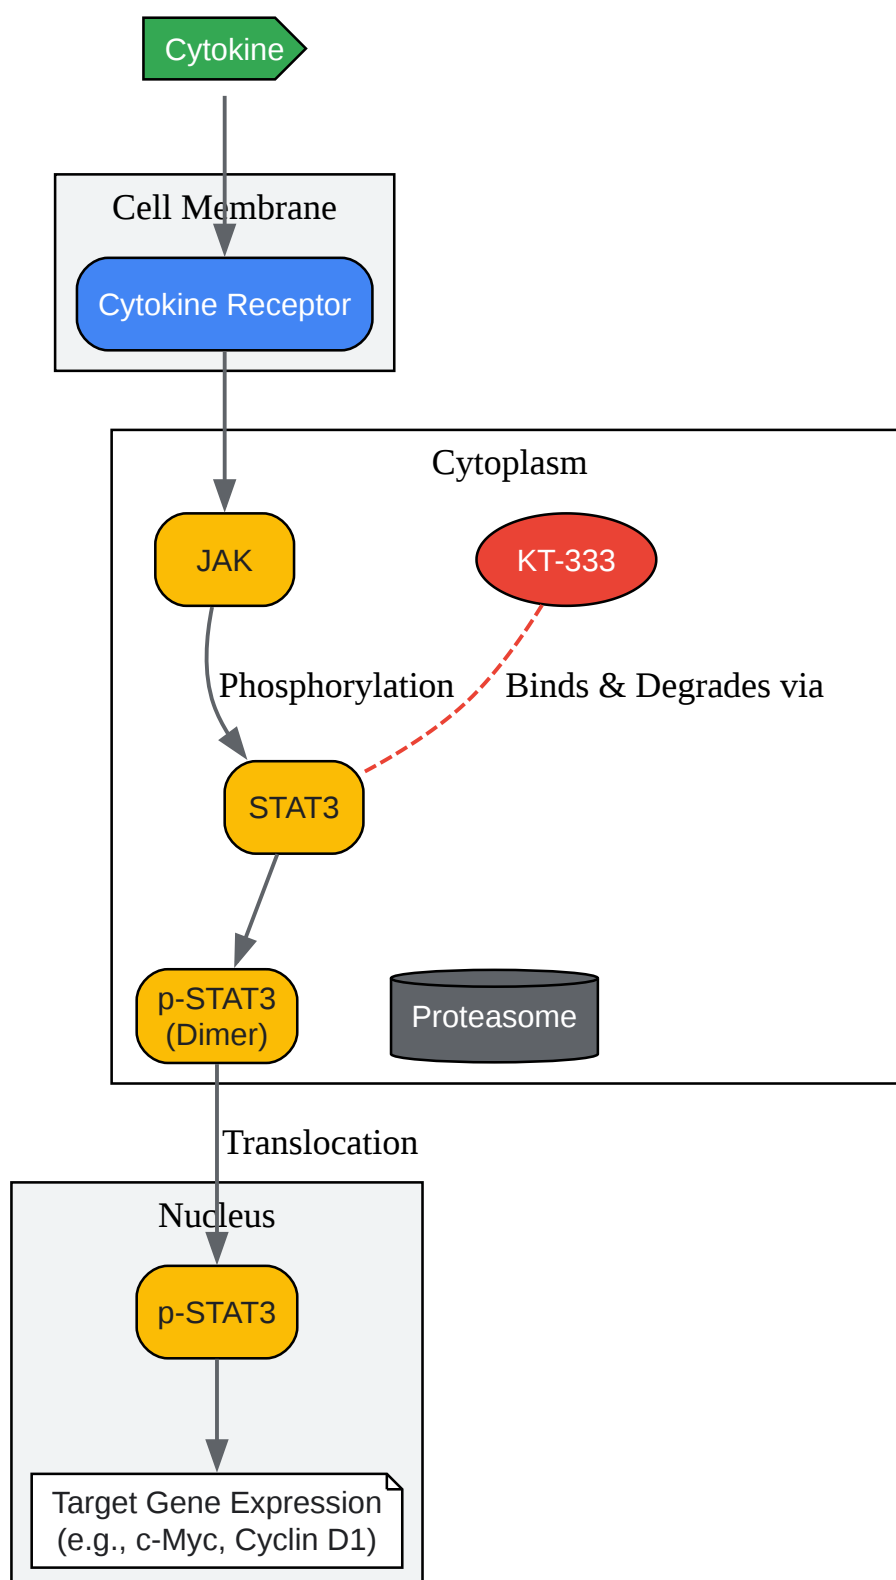 Cytokine
Cell Membrane
Cytokine Receptor
Cytoplasm
JAK
KT-333
Phosphorylation
Binds & Degrades via
STAT3
p-STAT3
(Dimer)
Proteasome
Translocation
Nucleus
p-STAT3
Target Gene Expression
(e.g., c-Myc, Cyclin D1)